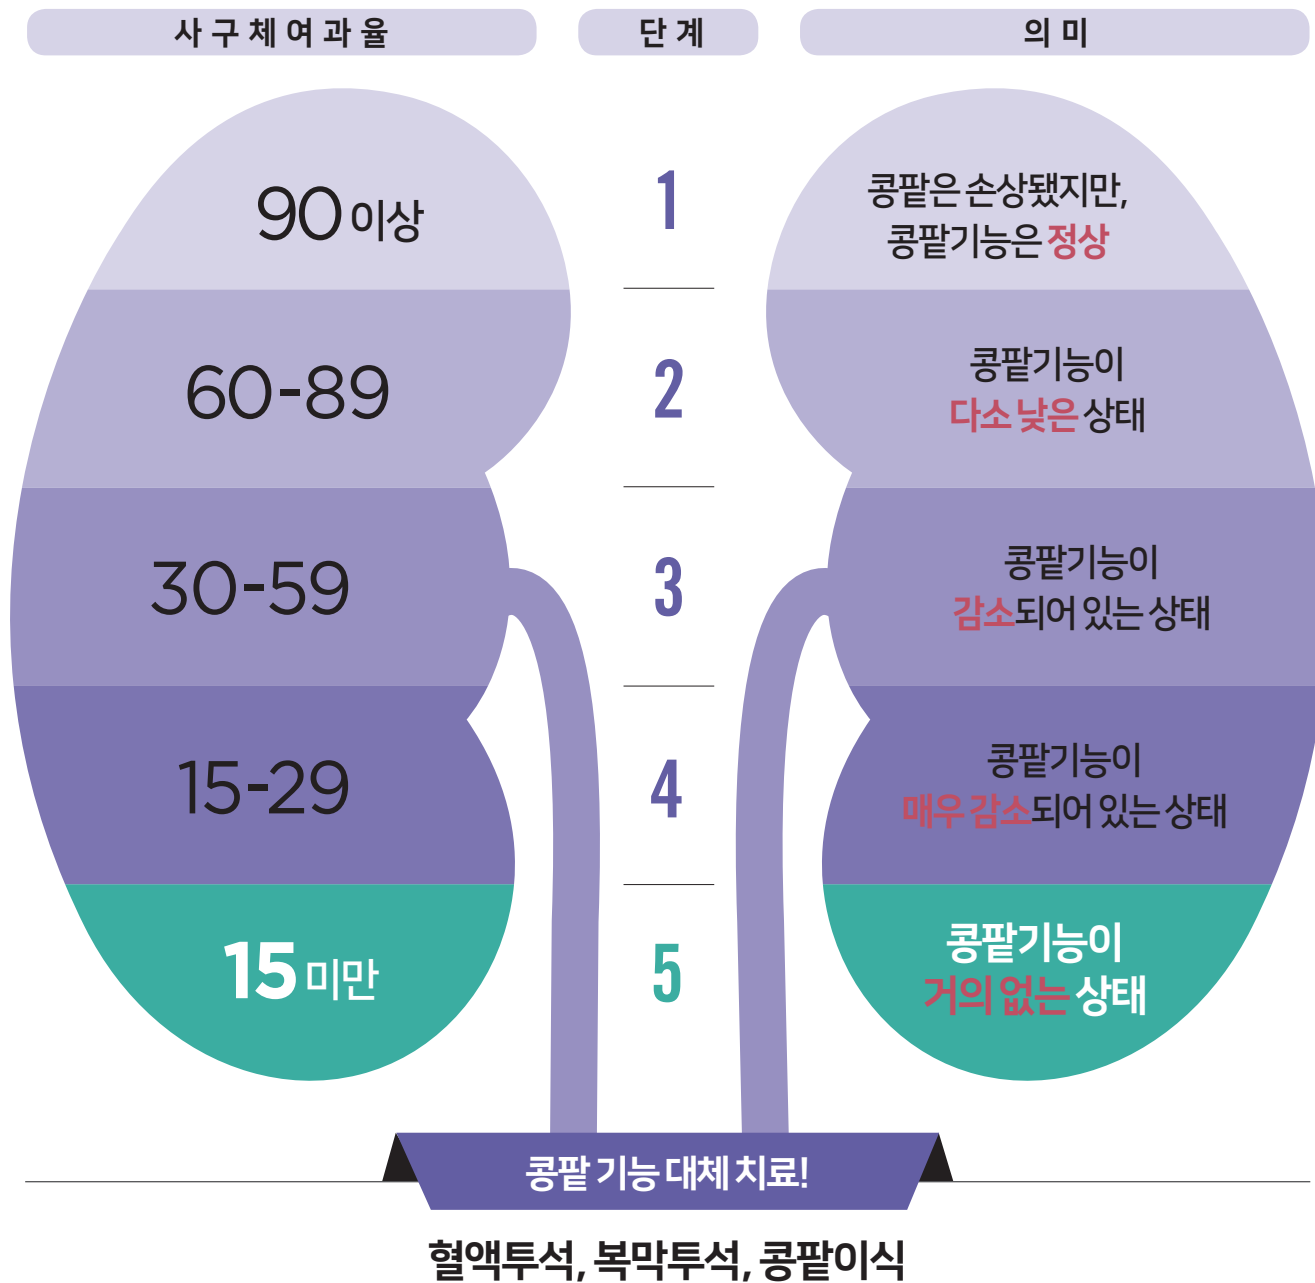 사구체여과율
단계
의미
90 이상
1
콩팥은 손상됐지만,
콩팥기능은 정상
60-89
2
콩팥기능이
다소 낮은 상태
30-59
3
콩팥기능이
감소되어 있는 상태
15-29
4
콩팥기능이
매우 감소되어 있는 상태
15 미만
5
콩팥기능이
거의 없는 상태
콩팥 기능 대체 치료!
혈액투석, 복막투석, 콩팥이식